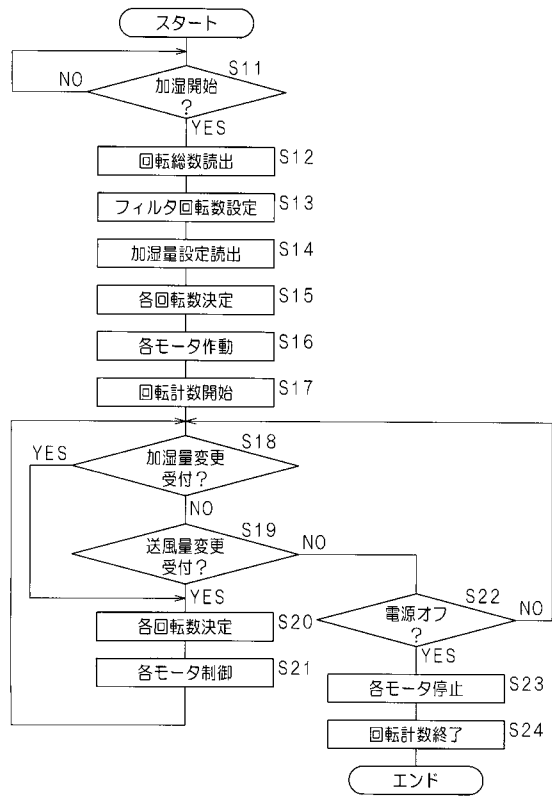 スタート
S11
NO
加湿開始
?
YES
回転総数読出
S12
フィルタ回転数設定
S13
加湿量設定読出
S14
各回転数決定
S15
各モータ作動
S16
回転計数開始
S17
YES
S18
加湿量変更
受付?
NO
S19
送風量変更
受付?
NO
YES
各回転数決定
S20
各モータ制御
S21
S22
電源オフ
?
NO
YES
各モータ停止
S23
回転計数終了
S24
エンド